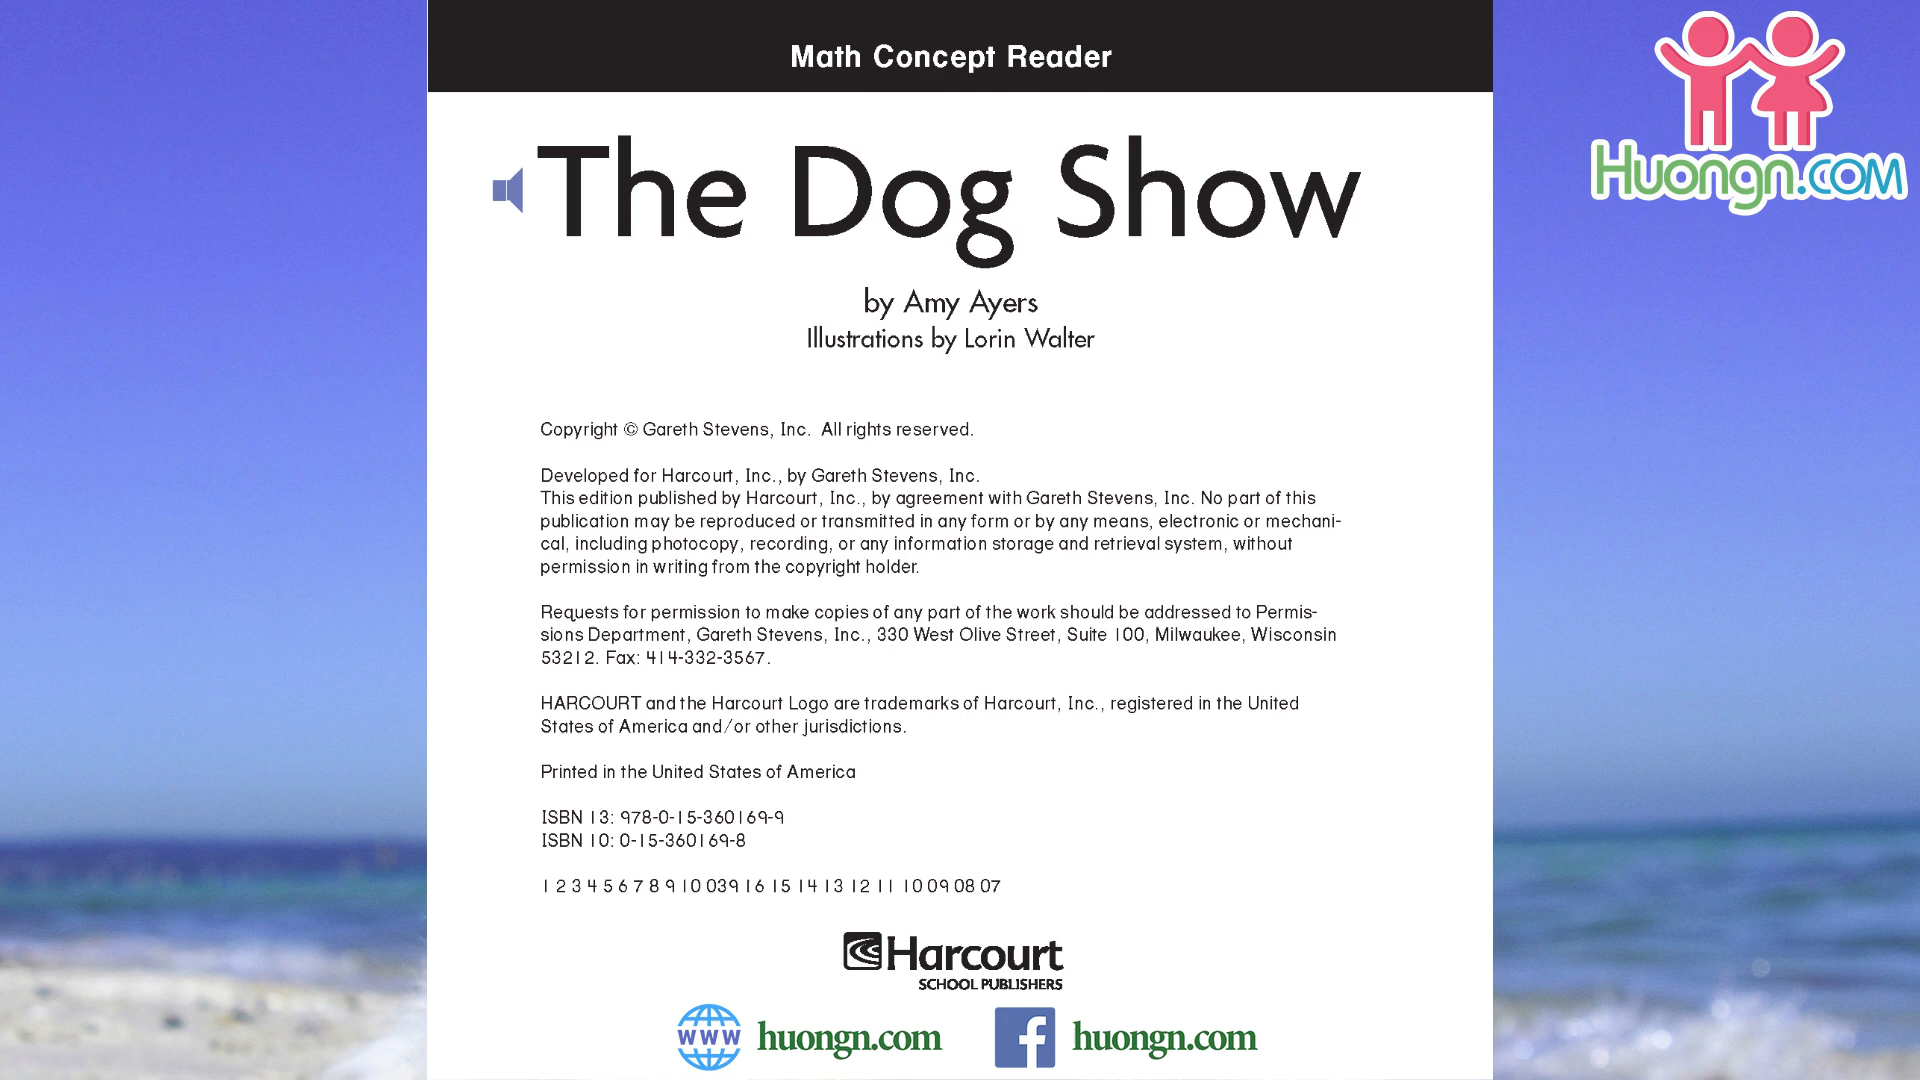 Math Concept Reader
Huongn.COM
The Dog Show
by Amy Ayers
Illustrations by Lorin Walter
Copyright © Gareth Stevens, Inc. All rights reserved.
Developed for Harcourt, Inc., by Gareth Stevens, Inc.
This edition published by Harcourt, Inc., by agreement with Gareth Stevens, Inc. No part of this
publication may be reproduced or transmitted in any form or by any means, electronic or mechani-
cal, including photocopy, recording, or any information storage and retrieval system, without
permission in writing from the copyright holder.
Requests for permission to make copies of any part of the work should be addressed to Permis-
sions Department, Gareth Stevens, Inc., 330 West Olive Street, Suite 100, Milwaukee, Wisconsin
53212. Fax: 414-332-3567.
HARCOURT and the Harcourt Logo are trademarks of Harcourt, Inc., registered in the United
States of America and/or other jurisdictions.
Printed in the United States of America
ISBN 13: 978-0-15-360169-9
ISBN 10: 0-15-360169-8
1 2 3 4 5 6 7 8 9 10 039 16 15 14 13 12 11 10 09 08 07
Harcourt
SCHOOL PUBLISHERS
www huongn.com f huongn.com